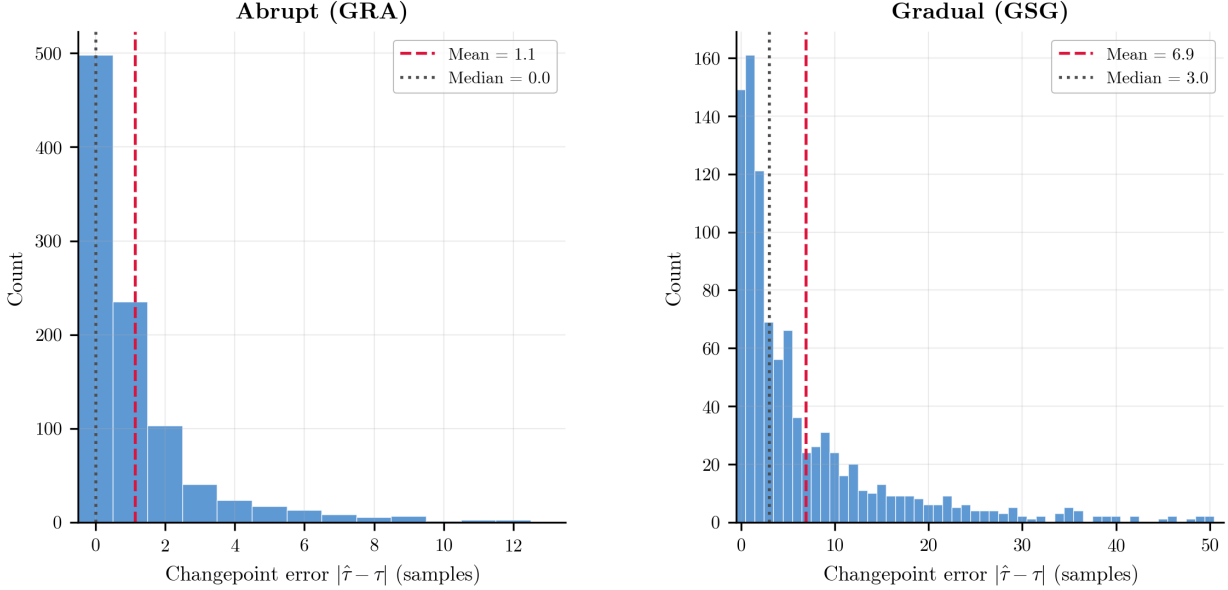 Abrupt (GRA)
Mean = 1.1
Median = 0.0
500
400
300
200
100
0
Count
0 2 4 6 8 10 12
Changepoint error |τ̂ − τ| (samples)
Gradual (GSG)
Mean = 6.9
Median = 3.0
160
140
120
100
80
60
40
20
0
Count
0 10 20 30 40 50
Changepoint error |τ̂ − τ| (samples)